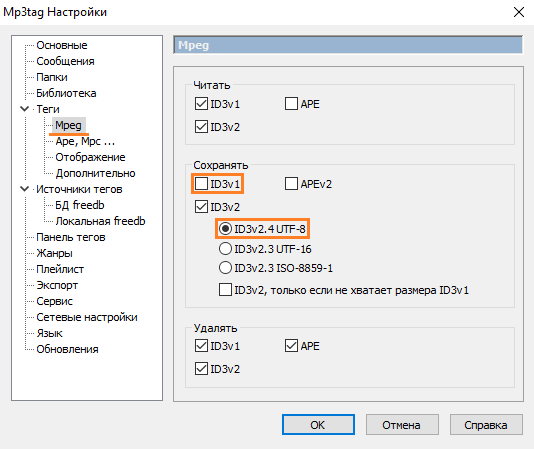 Mp3tag Настройки
Основные
Сообщения
Папки
Библиотека
Теги
Mpeg
Ape, Mpc ...
Отображение
Дополнительно
Источники тегов
БД freedb
Локальная freedb
Панель тегов
Жанры
Плейлист
Экспорт
Сервис
Сетевые настройки
Язык
Обновления
Mpeg
Читать
ID3v1 APE
ID3v2
Сохранять
ID3v1 APEv2
ID3v2
ID3v2.4 UTF-8
ID3v2.3 UTF-16
ID3v2.3 ISO-8859-1
ID3v2, только если не хватает размера ID3v1
Удалять
ID3v1 APE
ID3v2
OK Отмена Справка